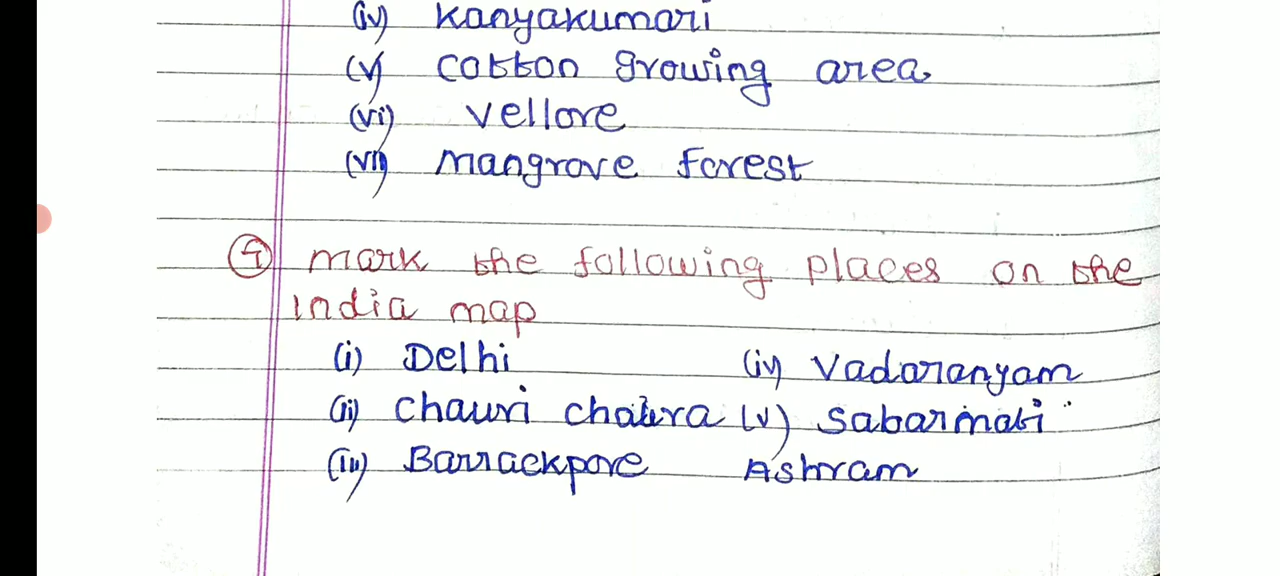 (iv) Kanyakumari
(v) cotton growing area
(vi) Vellore
(vii) Mangrove Forest
7 Mark the following places on the
India map
(i) Delhi (iv) Vadaranyam
(ii) Chauri chakra (v) Sabarmati
(iii) Barrackpore Ashram